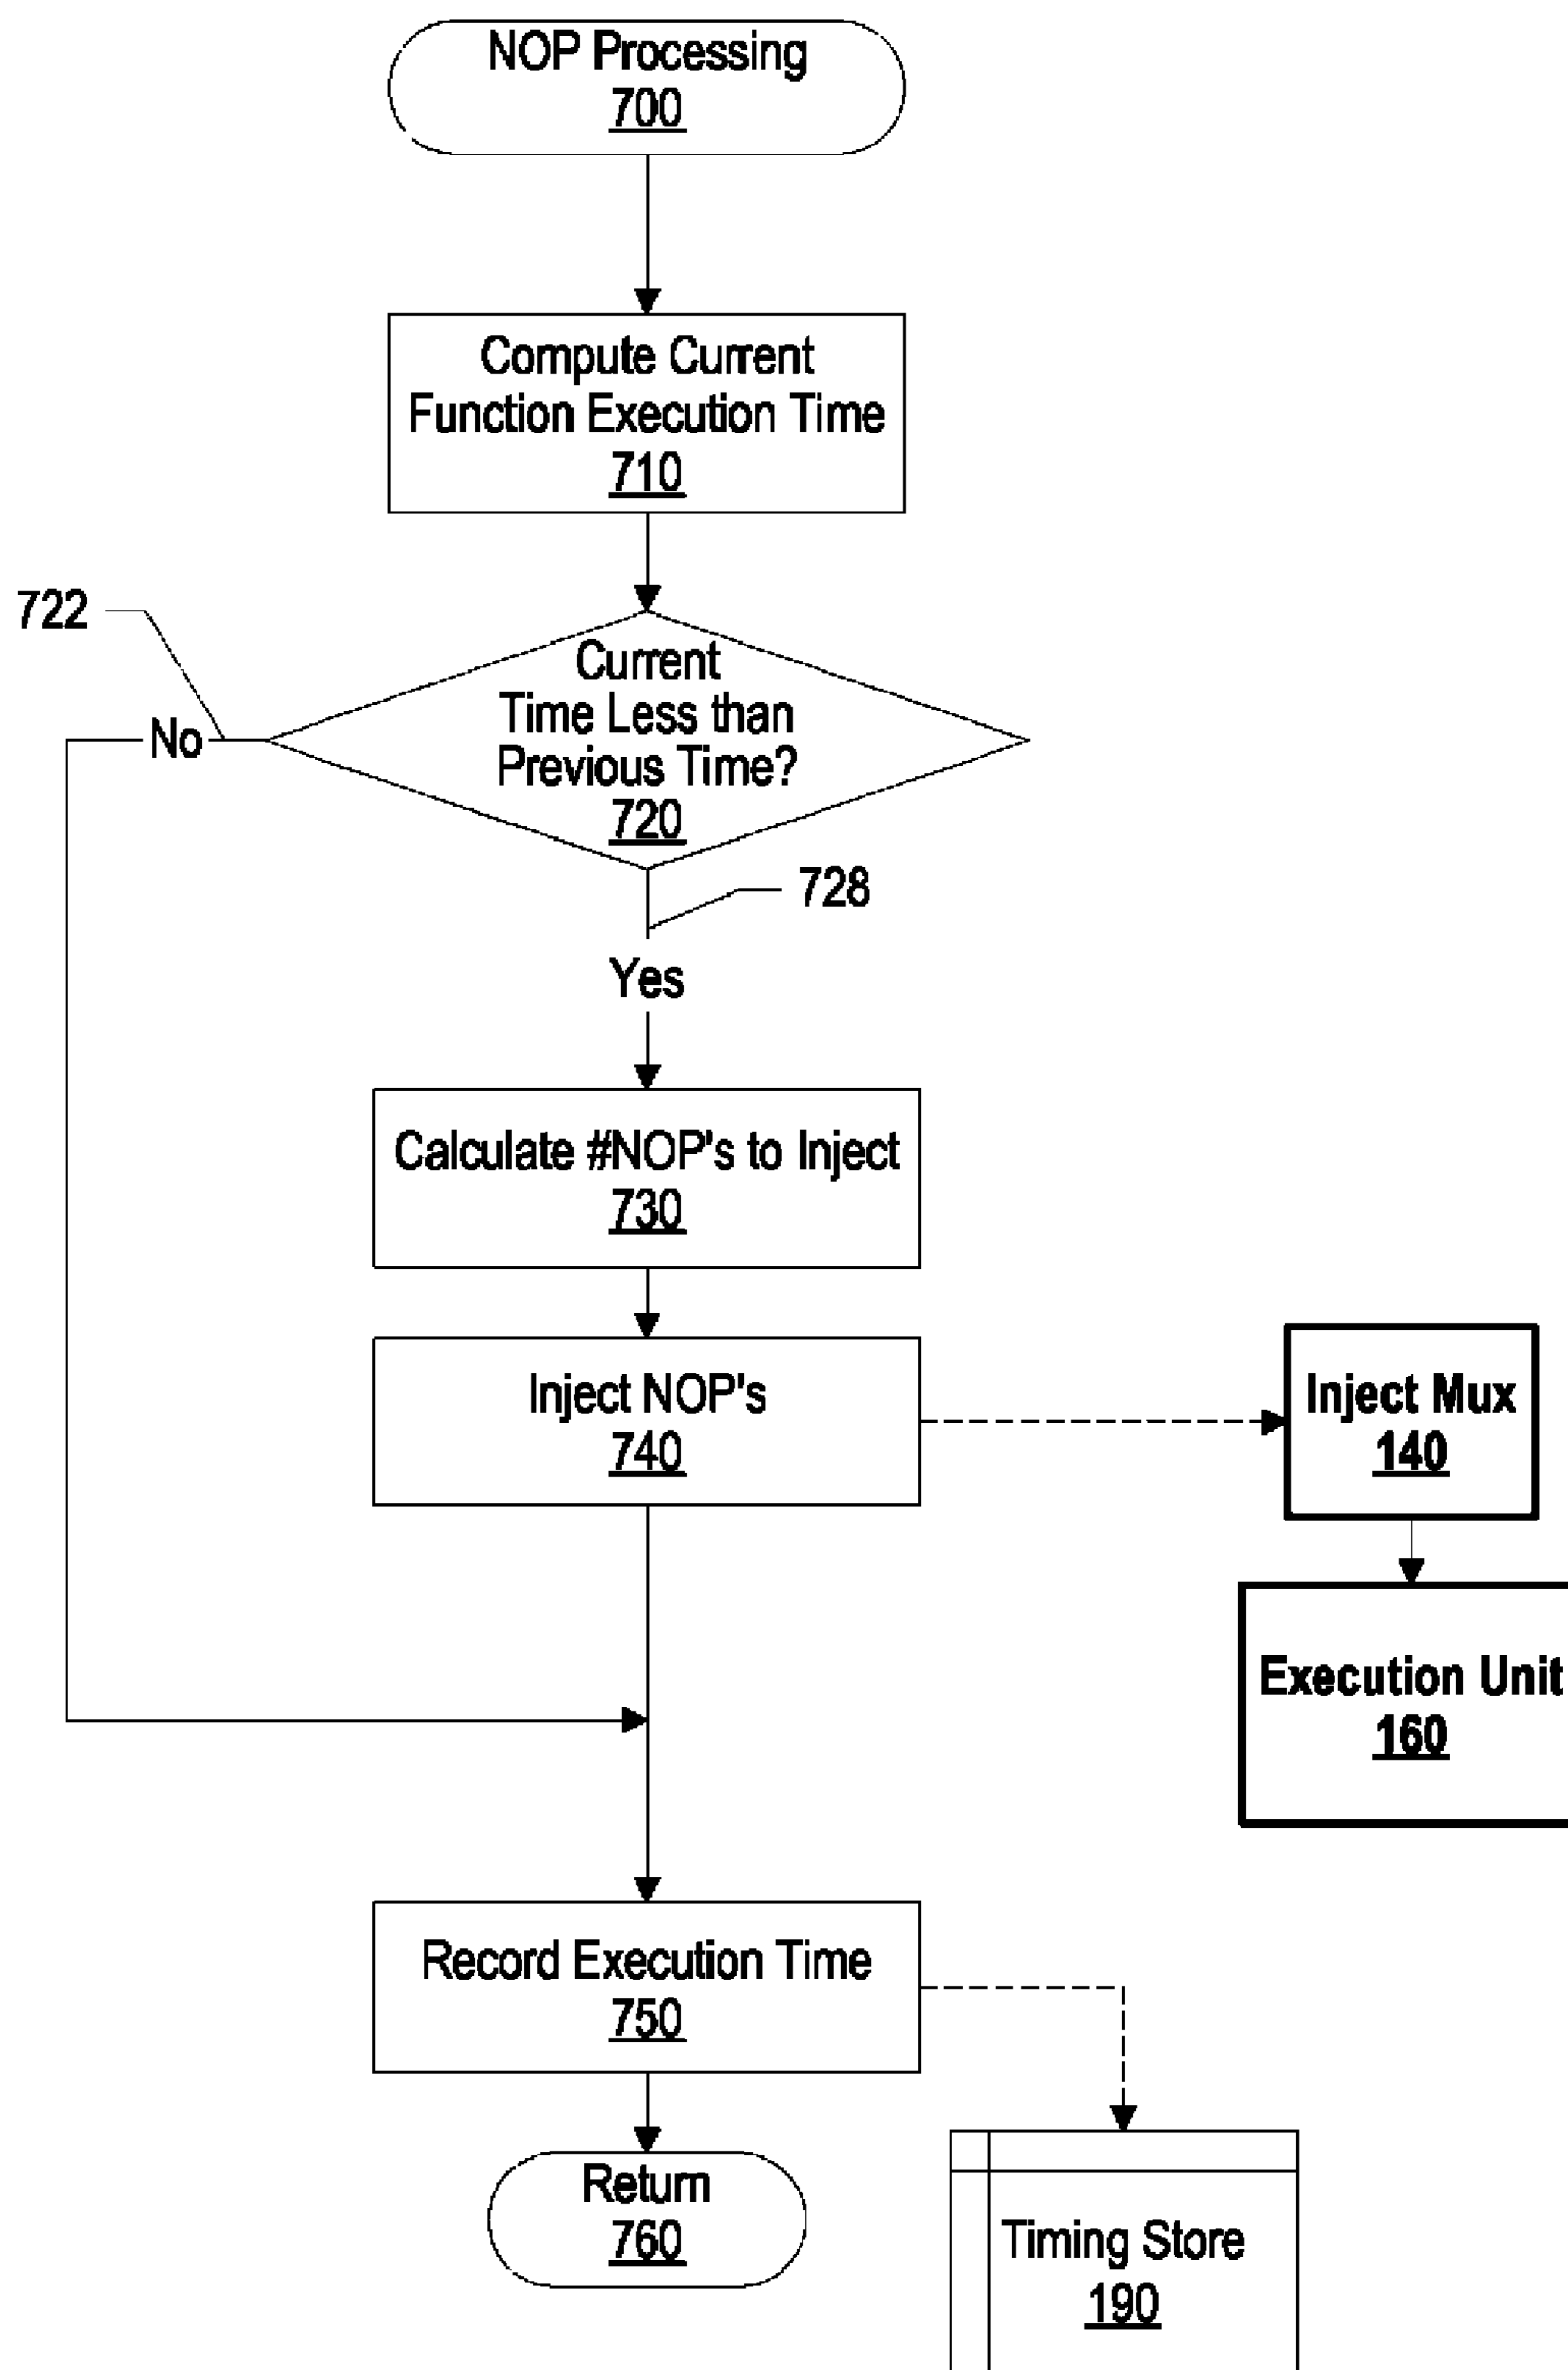 NOP Processing
700
Compute Current
Function Execution Time
710
722
Current
Time Less than
Previous Time?
720
No
728
Yes
Calculate #NOP's to Inject
730
Inject NOP's
740
Inject Mux
140
Execution Unit
160
Record Execution Time
750
Return
760
Timing Store
190